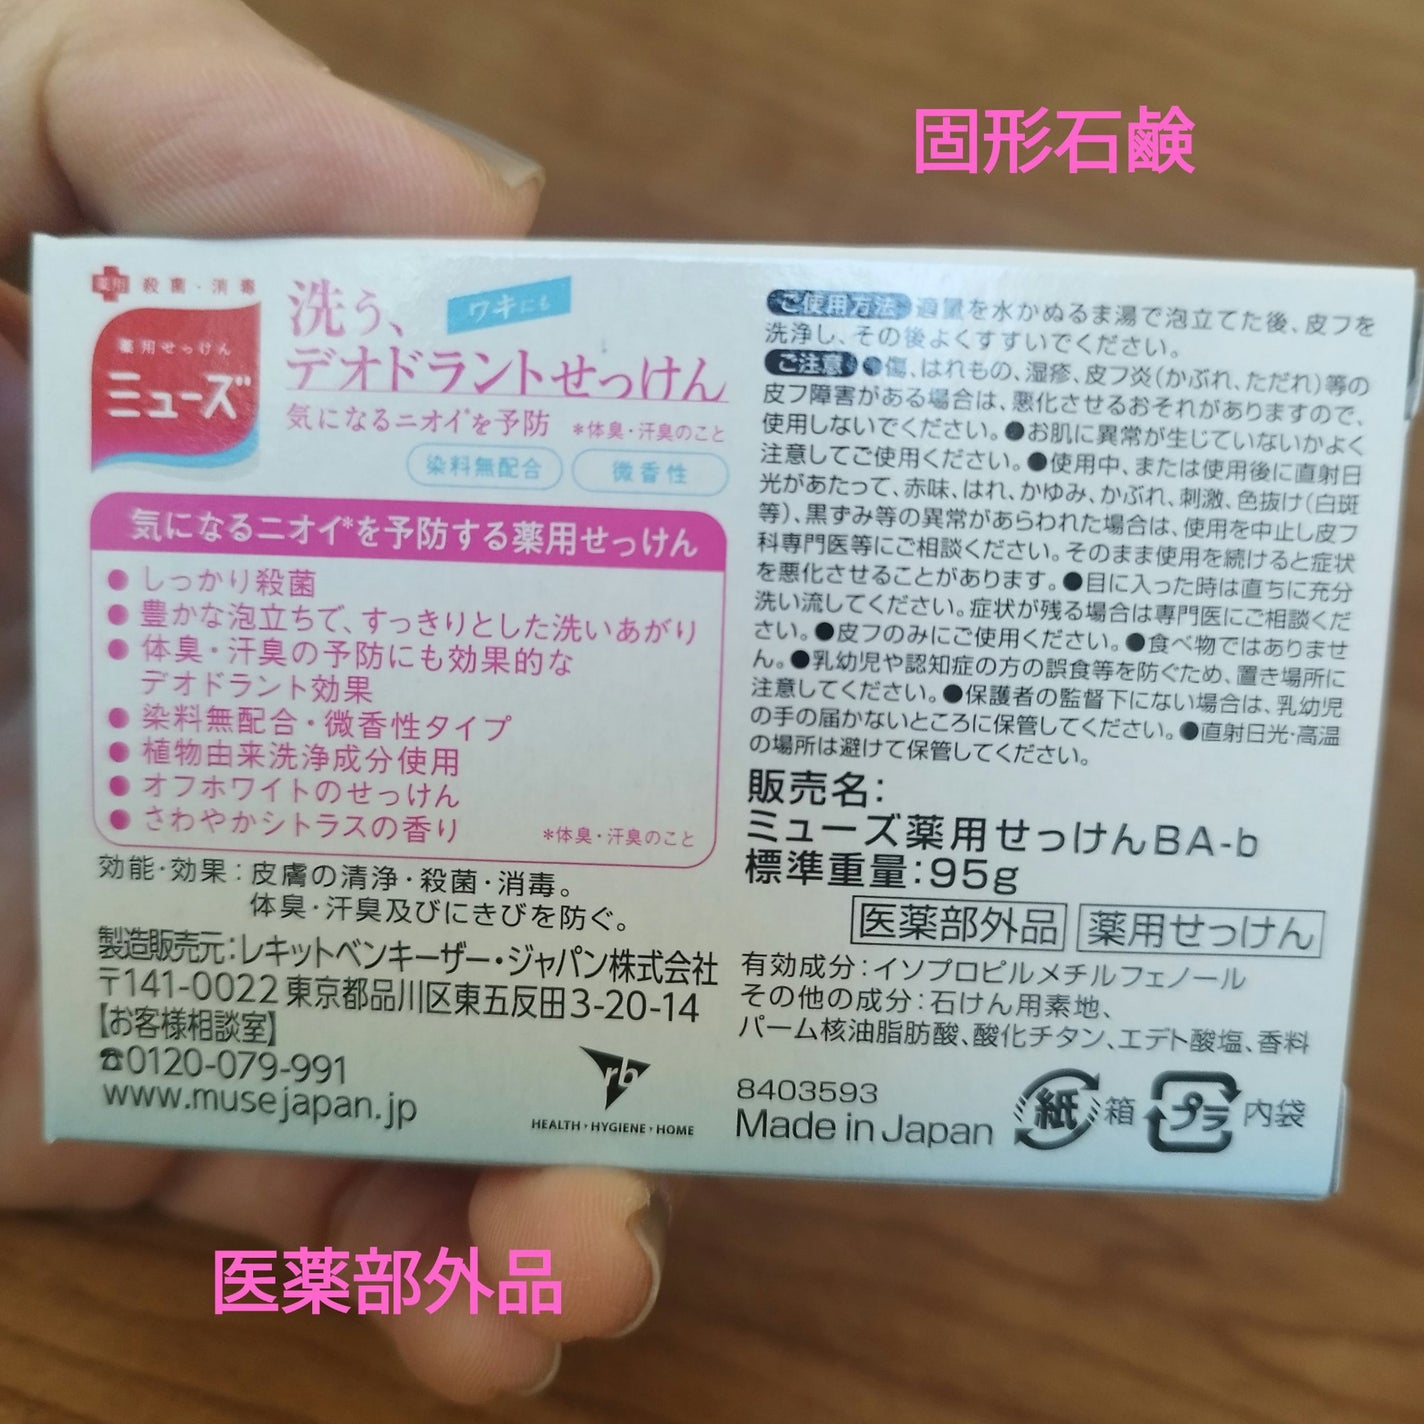 固形石鹸
薬用 殺菌・消毒
薬用せっけん
ミューズ
洗う、
ワキにも
デオドラントせっけん
気になるニオイ*を予防 *体臭・汗臭のこと
染料無配合 微香性
気になるニオイ*を予防する薬用せっけん
●しっかり殺菌
●豊かな泡立ちで、すっきりとした洗いあがり
●体臭・汗臭の予防にも効果的な
デオドラント効果
●染料無配合・微香性タイプ
●植物由来洗浄成分使用
●オフホワイトのせっけん
●さわやかシトラスの香り *体臭・汗臭のこと
効能・効果：皮膚の清浄・殺菌・消毒。
体臭・汗臭及びにきびを防ぐ。
製造販売元：レキットベンキーザー・ジャパン株式会社
〒141-0022 東京都品川区東五反田3-20-14
【お客様相談室】
☎0120-079-991
www.musejapan.jp
rb
HEALTH・HYGIENE・HOME
ご使用方法 適量を水かぬるま湯で泡立てた後、皮フを
洗浄し、その後よくすすいでください。
ご注意 ●傷、はれもの、湿疹、皮フ炎（かぶれ、ただれ）等の
皮フ障害がある場合は、悪化させるおそれがありますので、
使用しないでください。●お肌に異常が生じていないかよく
注意してご使用ください。●使用中、または使用後に直射日
光があたって、赤味、はれ、かゆみ、かぶれ、刺激、色抜け（白斑
等）、黒ずみ等の異常があらわれた場合は、使用を中止し皮フ
科専門医等にご相談ください。そのまま使用を続けると症状
を悪化させることがあります。●目に入った時は直ちに充分
洗い流してください。症状が残る場合は専門医にご相談くだ
さい。●皮フのみにご使用ください。●食べ物ではありませ
ん。●乳幼児や認知症の方の誤食等を防ぐため、置き場所に
注意してください。●保護者の監督下にない場合は、乳幼児
の手の届かないところに保管してください。●直射日光・高温
の場所は避けて保管してください。
販売名：
ミューズ薬用せっけんBA-b
標準重量：95g
医薬部外品 薬用せっけん
有効成分：イソプロピルメチルフェノール
その他の成分：石けん用素地、
パーム核油脂肪酸、酸化チタン、エデト酸塩、香料
8403593
Made in Japan 紙 箱 プラ 内袋
医薬部外品